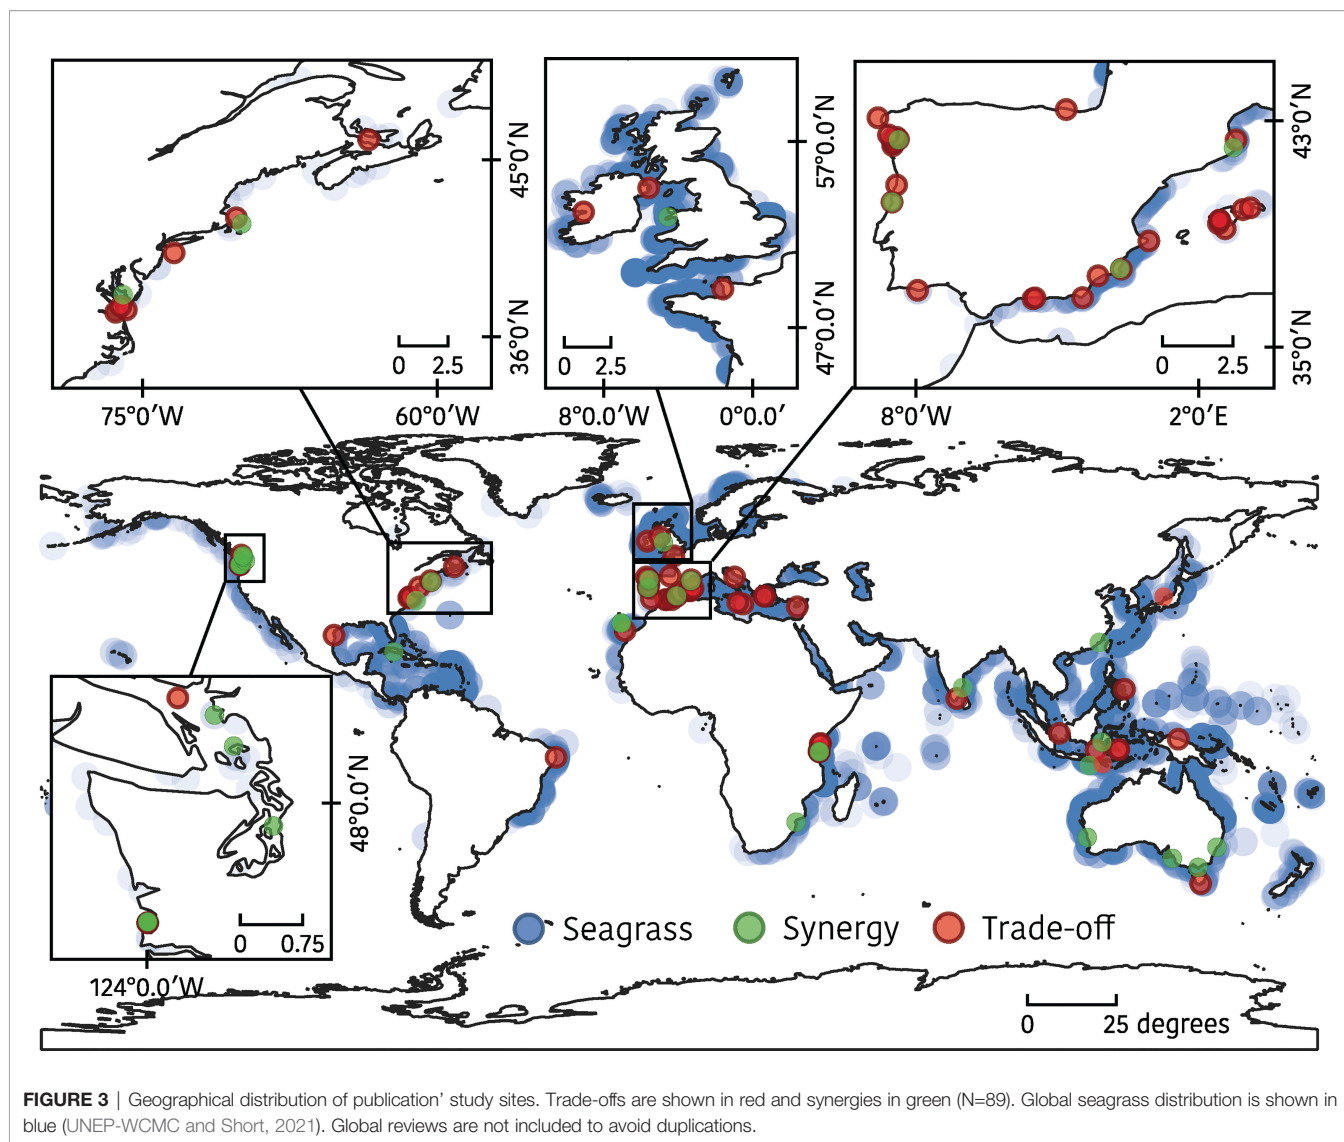 45°0'N
36°0'N
0 2.5
75°0'W 60°0'W
57°0.0'N
47°0.0'N
0 2.5
8°0.0'W 0°0.0'
43°0'N
35°0'N
0 2.5
8°0'W 2°0'E
48°0.0'N
0 0.75
124°0.0'W
Seagrass Synergy Trade-off
0 25 degrees
FIGURE 3 | Geographical distribution of publication' study sites. Trade-offs are shown in red and synergies in green (N=89). Global seagrass distribution is shown in
blue (UNEP-WCMC and Short, 2021). Global reviews are not included to avoid duplications.